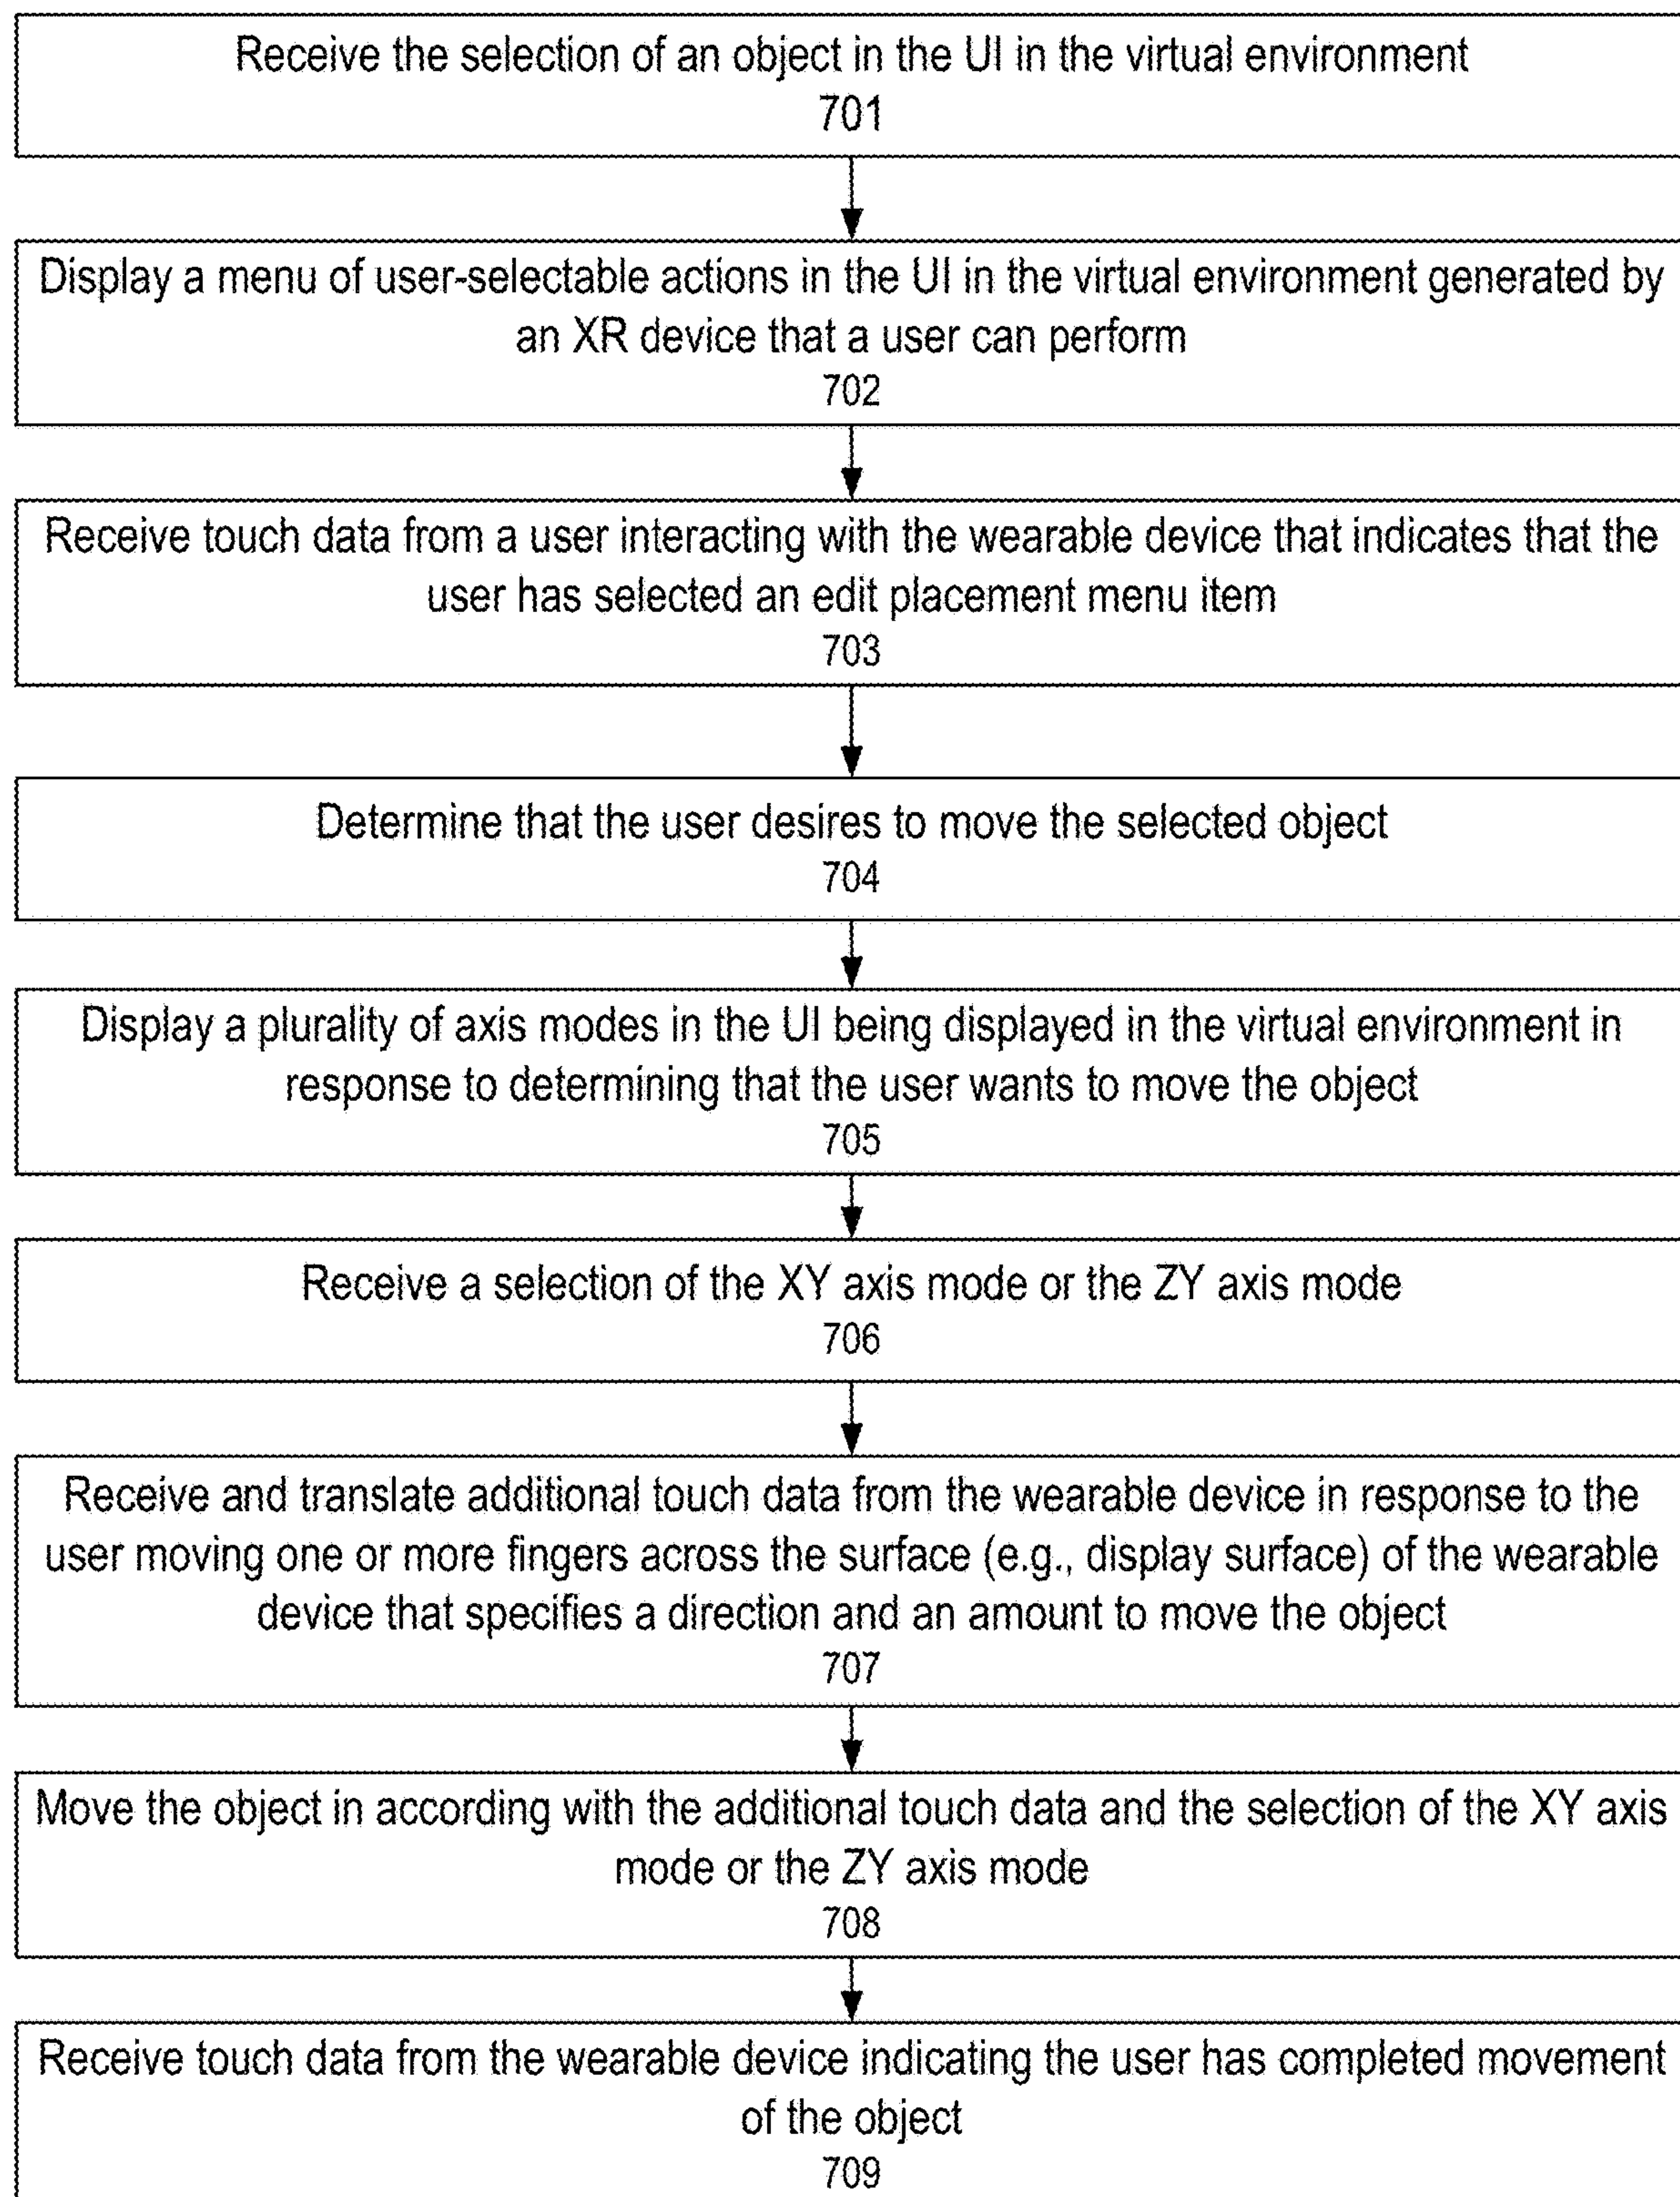 Receive the selection of an object in the UI in the virtual environment
701
Display a menu of user-selectable actions in the UI in the virtual environment generated by
an XR device that a user can perform
702
Receive touch data from a user interacting with the wearable device that indicates that the
user has selected an edit placement menu item
703
Determine that the user desires to move the selected object
704
Display a plurality of axis modes in the UI being displayed in the virtual environment in
response to determining that the user wants to move the object
705
Receive a selection of the XY axis mode or the ZY axis mode
706
Receive and translate additional touch data from the wearable device in response to the
user moving one or more fingers across the surface (e.g., display surface) of the wearable
device that specifies a direction and an amount to move the object
707
Move the object in according with the additional touch data and the selection of the XY axis
mode or the ZY axis mode
708
Receive touch data from the wearable device indicating the user has completed movement
of the object
709